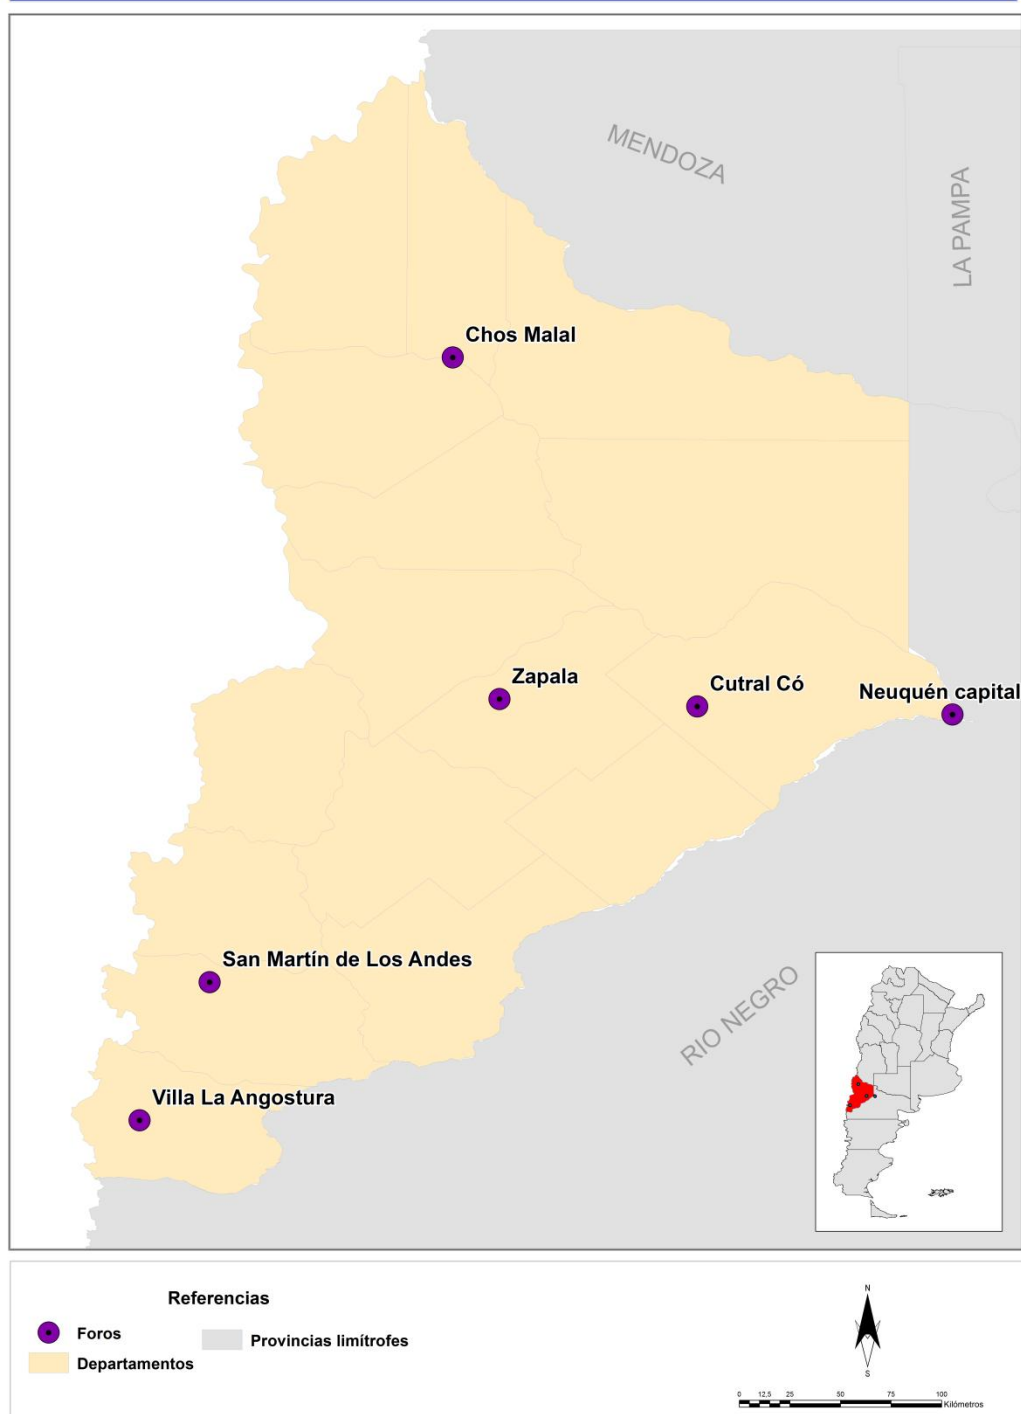 MENDOZA
LA PAMPA
Chos Malal
Zapala
Cutral Có
Neuquén capital
San Martín de Los Andes
RIO NEGRO
Villa La Angostura
Referencias
Foros
Provincias limítrofes
Departamentos
N
S
0 12,5 25 50 75 100
Kilómetros